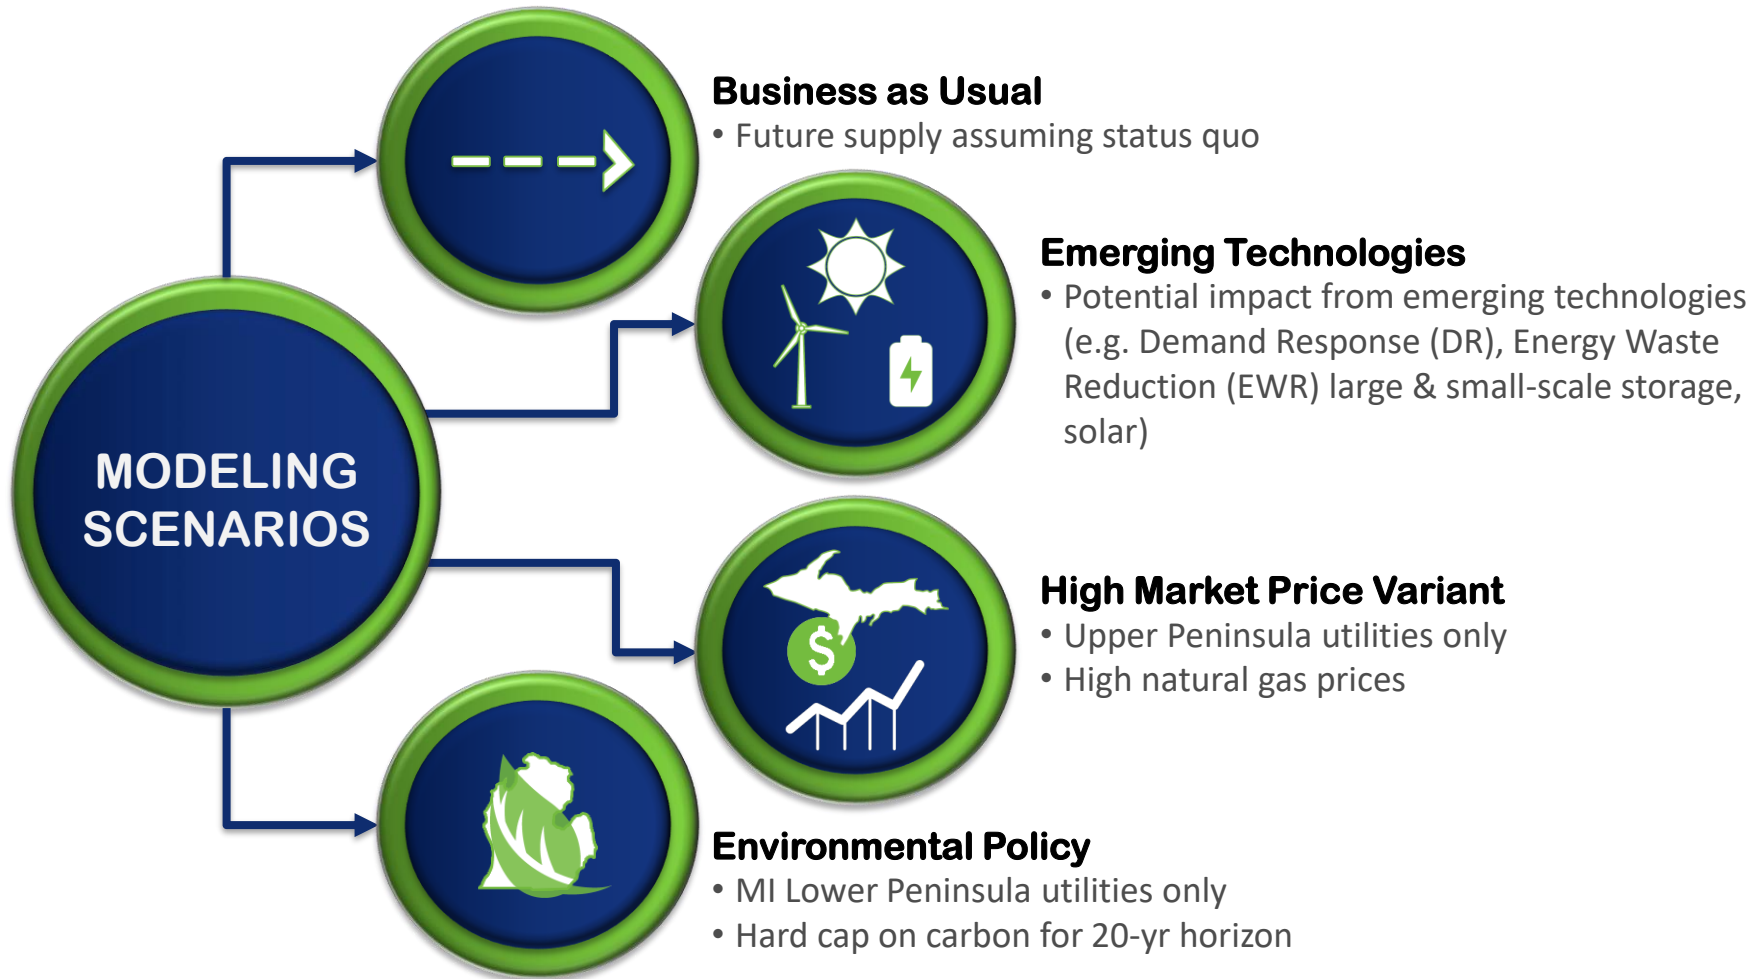 MODELING
SCENARIOS
Business as Usual
• Future supply assuming status quo
Emerging Technologies
• Potential impact from emerging technologies
(e.g. Demand Response (DR), Energy Waste
Reduction (EWR) large & small-scale storage,
solar)
High Market Price Variant
• Upper Peninsula utilities only
• High natural gas prices
$
Environmental Policy
• MI Lower Peninsula utilities only
• Hard cap on carbon for 20-yr horizon